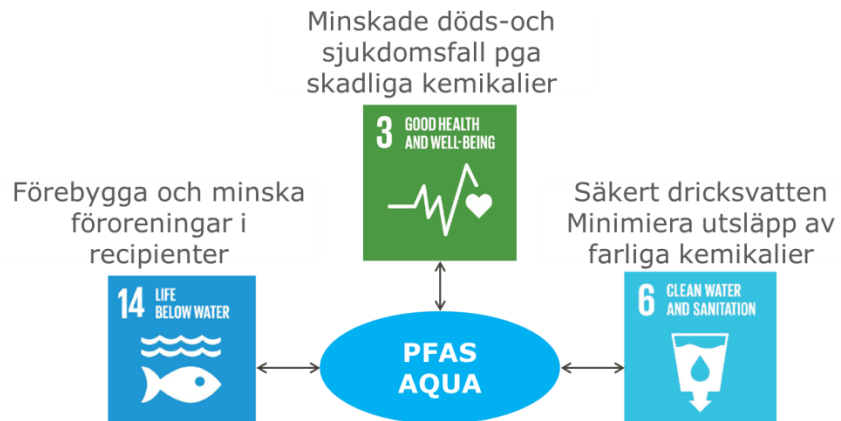 Minskade döds-och
sjukdomsfall pga
skadliga kemikalier
3 GOOD HEALTH
AND WELL-BEING
Förebygga och minska
föroreningar i
recipienter
14 LIFE
BELOW WATER
Säkert dricksvatten
Minimiera utsläpp av
farliga kemikalier
6 CLEAN WATER
AND SANITATION
PFAS
AQUA